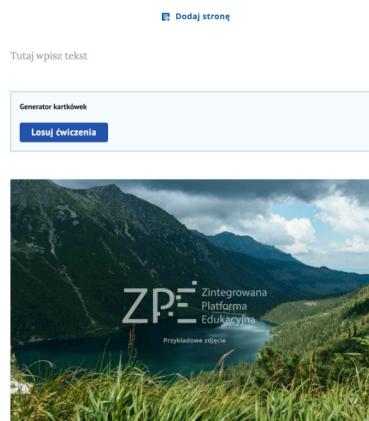 Dodaj stronę
Tutaj wpisz tekst
Generator kartkówek
Losuj ćwiczenia
ZPE Zintegrowana
Platforma
Edukacyjna
Przykładowe zdjęcie